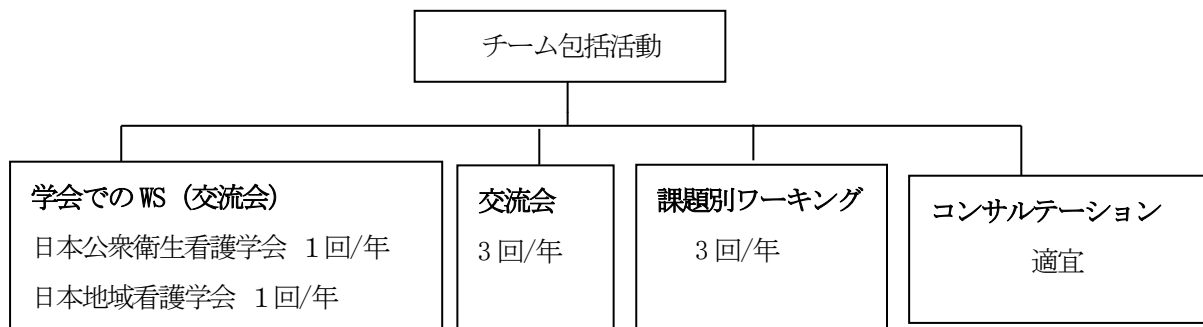 チーム包括活動
学会でのWS（交流会）
日本公衆衛生看護学会 １回/年
日本地域看護学会 １回/年
交流会
3回/年
課題別ワーキング
3回/年
コンサルテーション
適宜